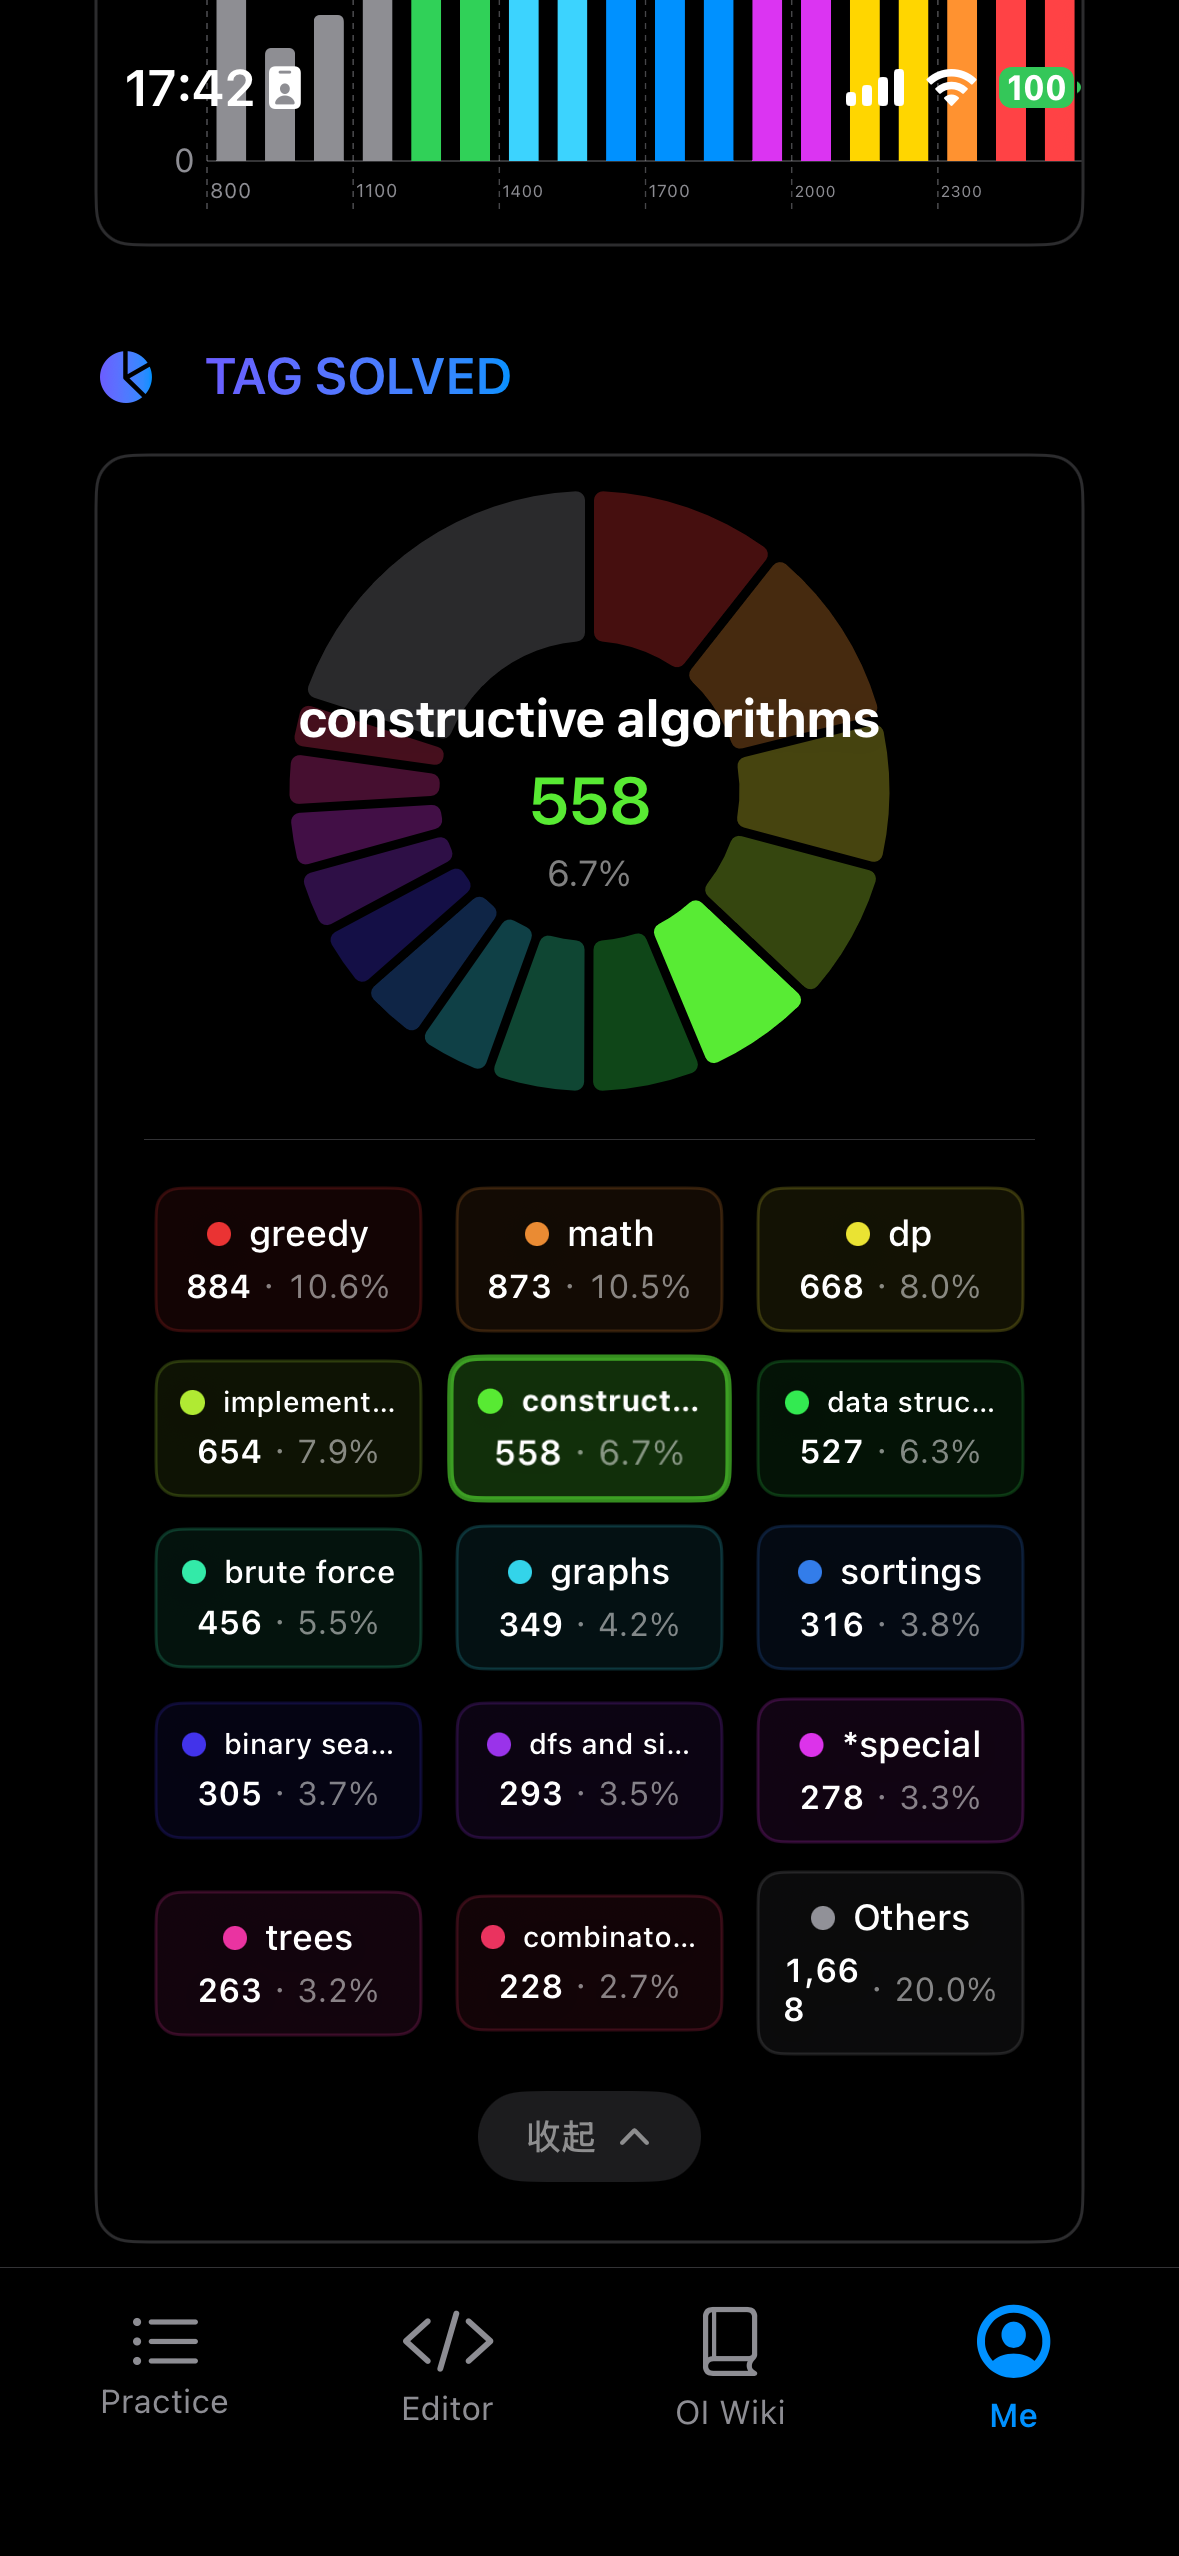 17:42
100
0
800 1100 1400 1700 2000 2300
TAG SOLVED
constructive algorithms
558
6.7%
greedy
884 · 10.6%
math
873 · 10.5%
dp
668 · 8.0%
implement...
654 · 7.9%
construct...
558 · 6.7%
data struc...
527 · 6.3%
brute force
456 · 5.5%
graphs
349 · 4.2%
sortings
316 · 3.8%
binary sea...
305 · 3.7%
dfs and si...
293 · 3.5%
*special
278 · 3.3%
trees
263 · 3.2%
combinato...
228 · 2.7%
Others
1,66
8 · 20.0%
收起
Practice
Editor
OI Wiki
Me